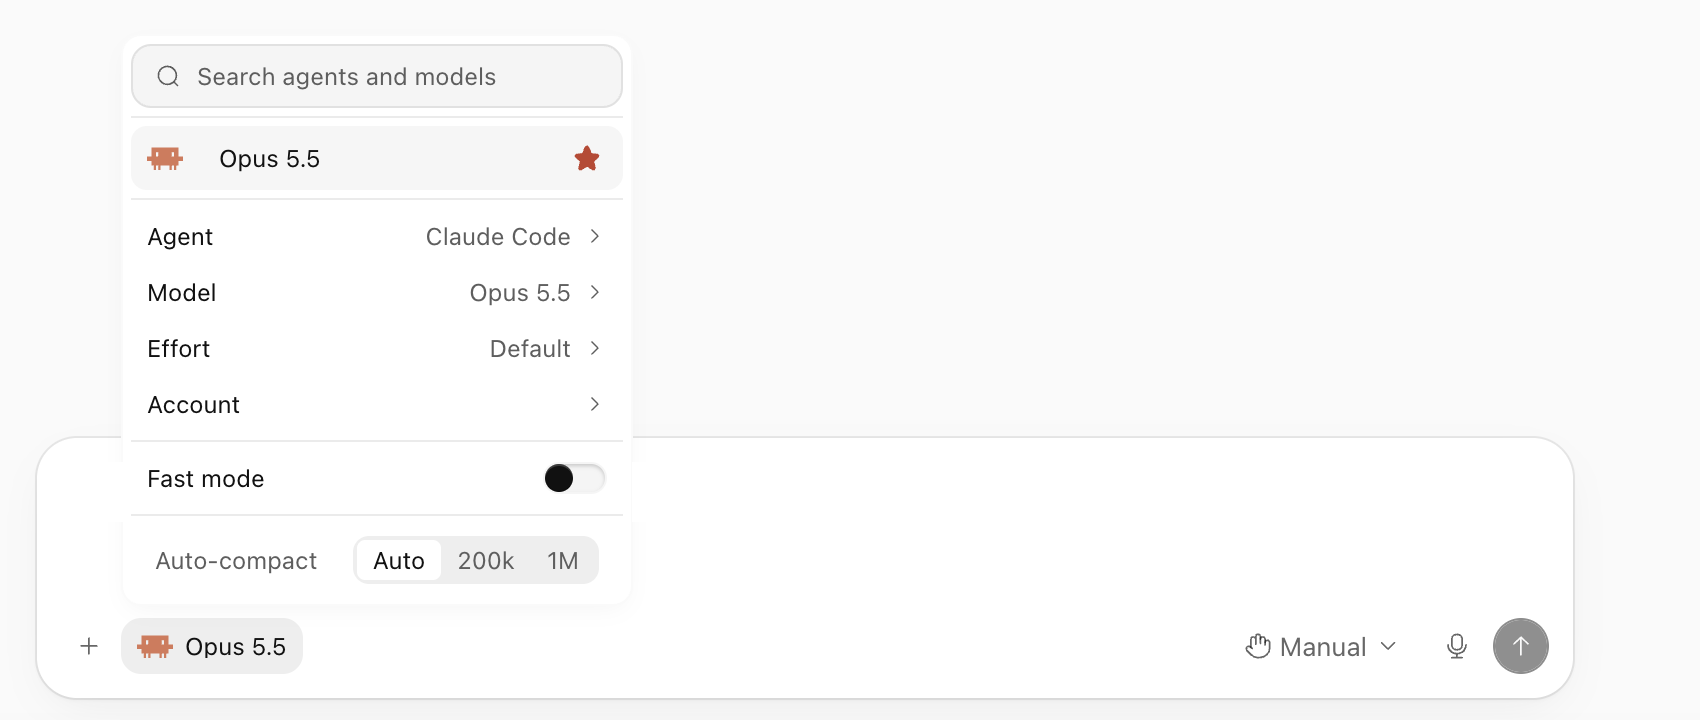 Search agents and models
Opus 5.5
Agent Claude Code
Model Opus 5.5
Effort Default
Account
Fast mode
Auto-compact Auto 200k 1M
Opus 5.5 Manual